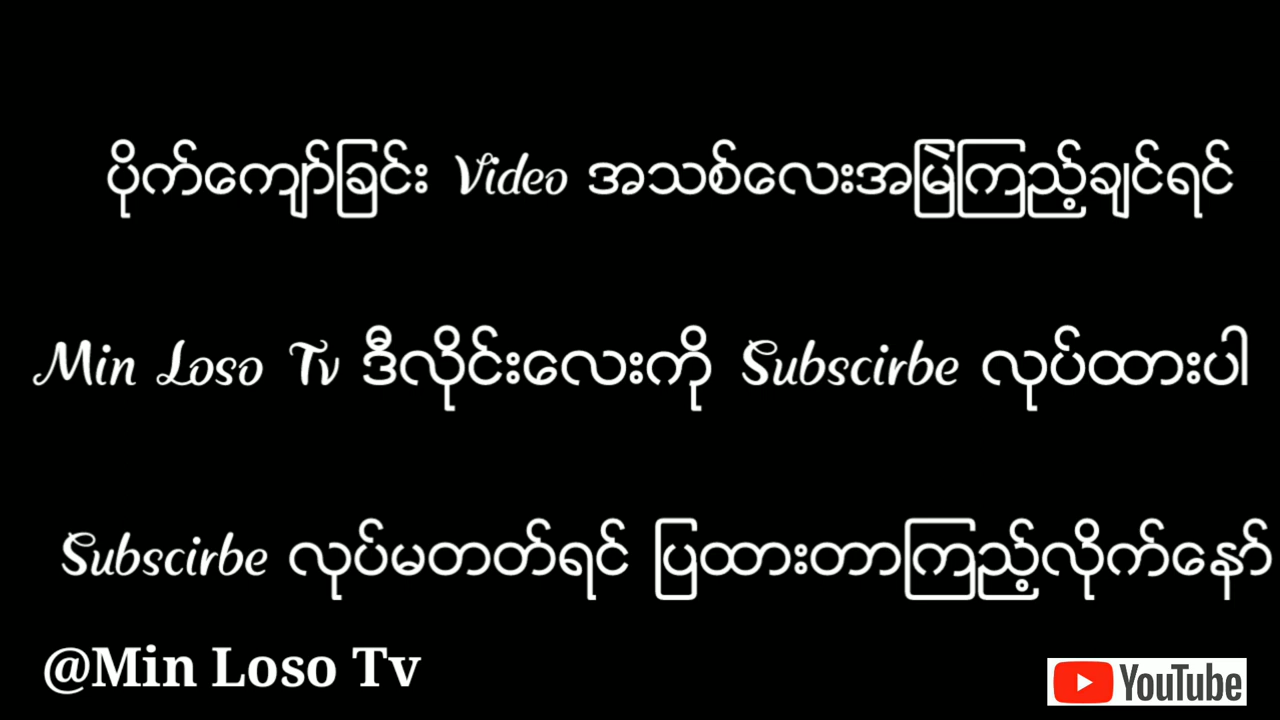 ပိုက်ကျော်ခြင်း Video အသစ်လေးအမြဲကြည့်ချင်ရင်
Min Loso Tv ဒီလိုင်းလေးကို Subscirbe လုပ်ထားပါ
Subscirbe လုပ်မတတ်ရင် ပြထားတာကြည့်လိုက်နော်
@Min Loso Tv
YouTube